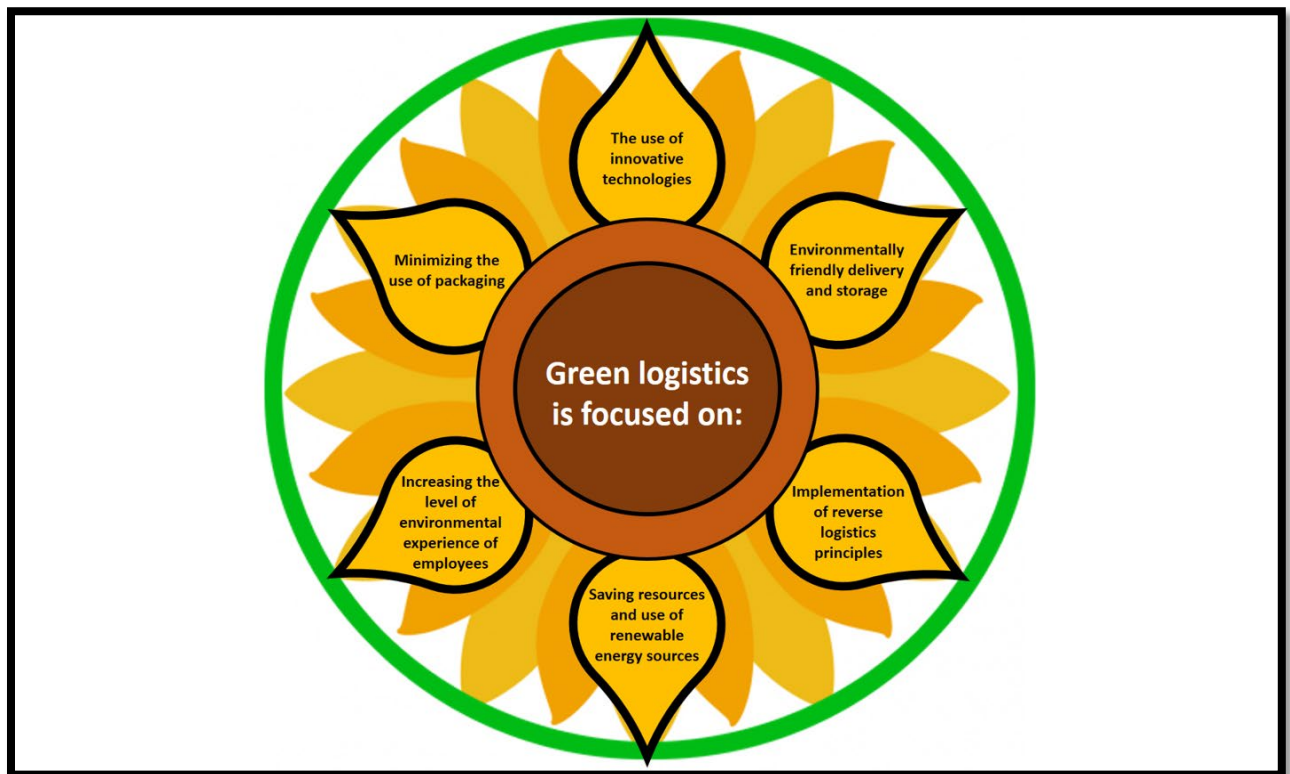 Green logistics
is focused on:
The use of
innovative
technologies
Environmentally
friendly delivery
and storage
Implementation
of reverse
logistics
principles
Saving resources
and use of
renewable
energy sources
Increasing the
level of
environmental
experience of
employees
Minimizing the
use of packaging